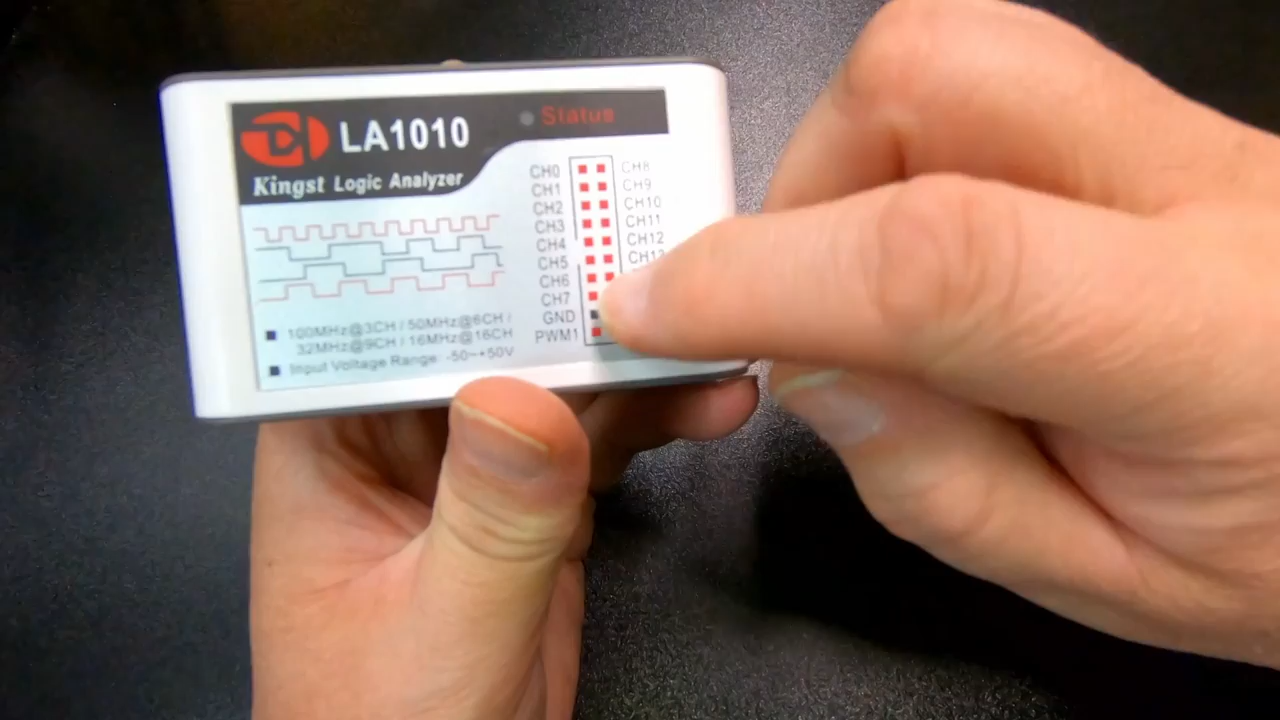 LA1010
Status
Kingst Logic Analyzer
CH0 CH8
CH1 CH9
CH2 CH10
CH3 CH11
CH4 CH12
CH5
CH6
CH7
GND
PWM1
100MHz@3CH / 50MHz@6CH /
32MHz@9CH / 16MHz@16CH
Input Voltage Range: -50~+50V